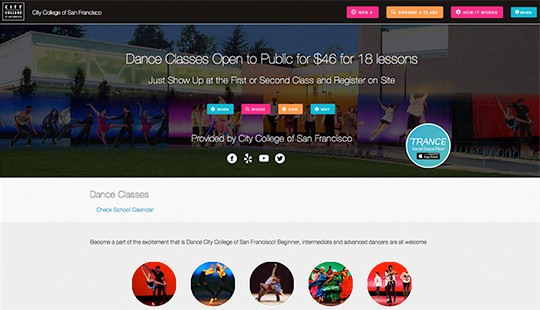 CITY
COLLEGE
OF SAN FRANCISCO
City College of San Francisco
BROWSE A CLASS
HOW IT WORKS
WHEN
Dance Classes Open to Public for $46 for 18 lessons
Just Show Up at the First or Second Class and Register on Site
WHEN
WHERE
HOW
WHY
Provided by City College of San Francisco
TRANCE
Social Dance Playlist
App Store
Dance Classes
Check School Calendar
Become a part of the excitement that is Dance City College of San Francisco! Beginner, intermediate and advanced dancers are all welcome